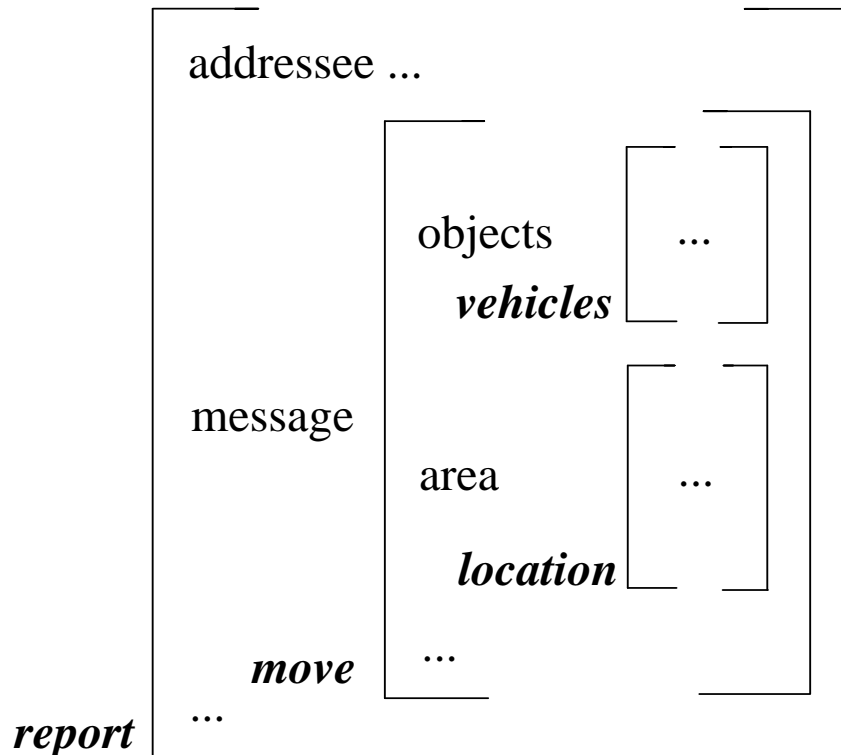 addressee ...
objects ...
vehicles
message
area ...
location
...
move
...
report